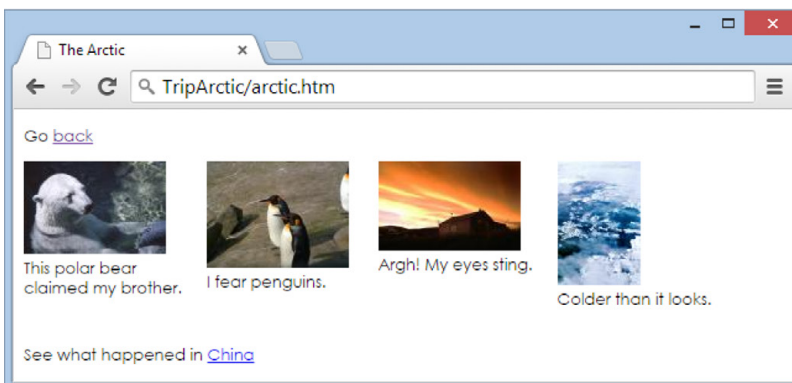 The Arctic
TripArctic/arctic.htm
Go back
This polar bear
claimed my brother.
I fear penguins.
Argh! My eyes sting.
Colder than it looks.
See what happened in China